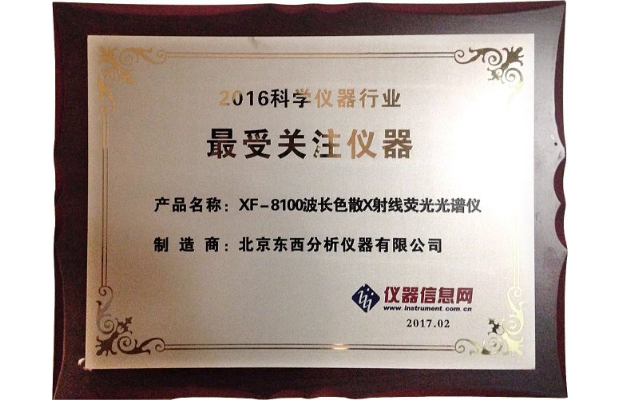 2016科学仪器行业
最受关注仪器
产品名称：XF-8100波长色散X射线荧光光谱仪
制造商：北京东西分析仪器有限公司
仪器信息网
www.instrument.com.cn
2017.02